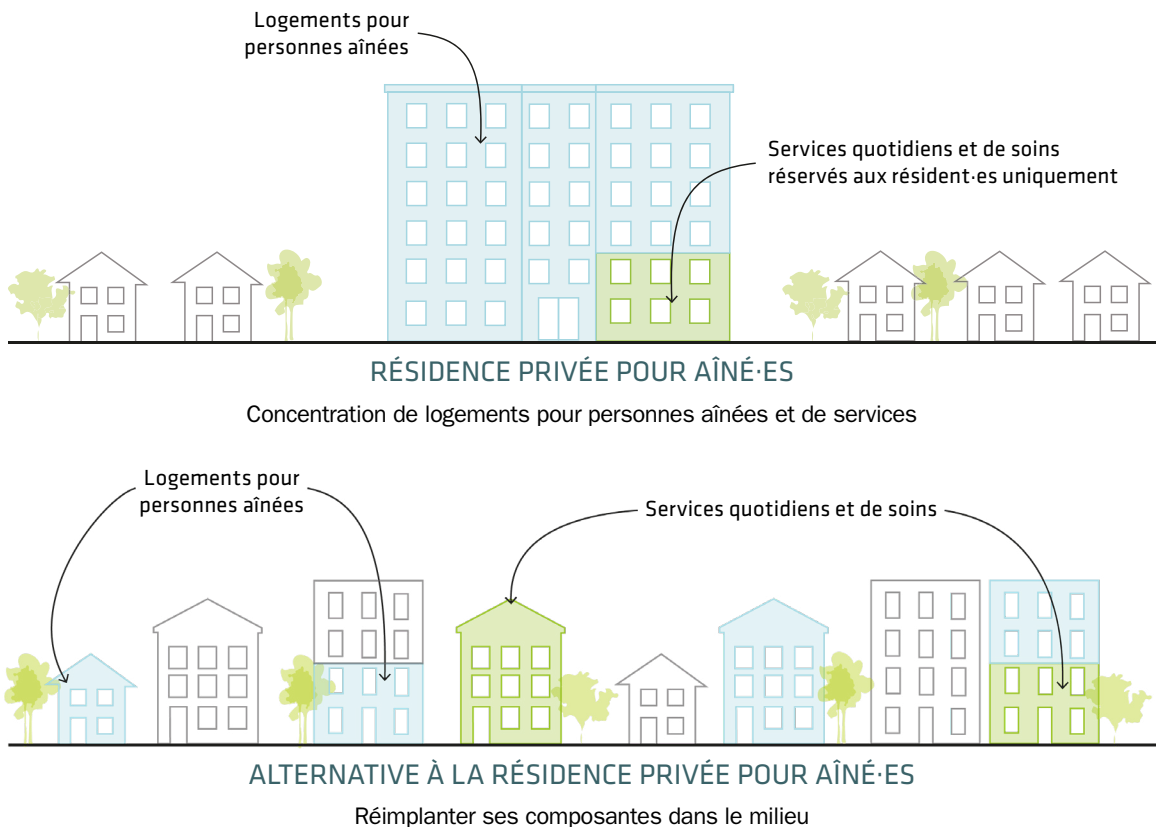 Logements pour
personnes aînées
Services quotidiens et de soins
réservés aux résident·es uniquement
RÉSIDENCE PRIVÉE POUR AÎNÉ·ES
Concentration de logements pour personnes aînées et de services
Logements pour
personnes aînées
Services quotidiens et de soins
ALTERNATIVE À LA RÉSIDENCE PRIVÉE POUR AÎNÉ·ES
Réimplanter ses composantes dans le milieu